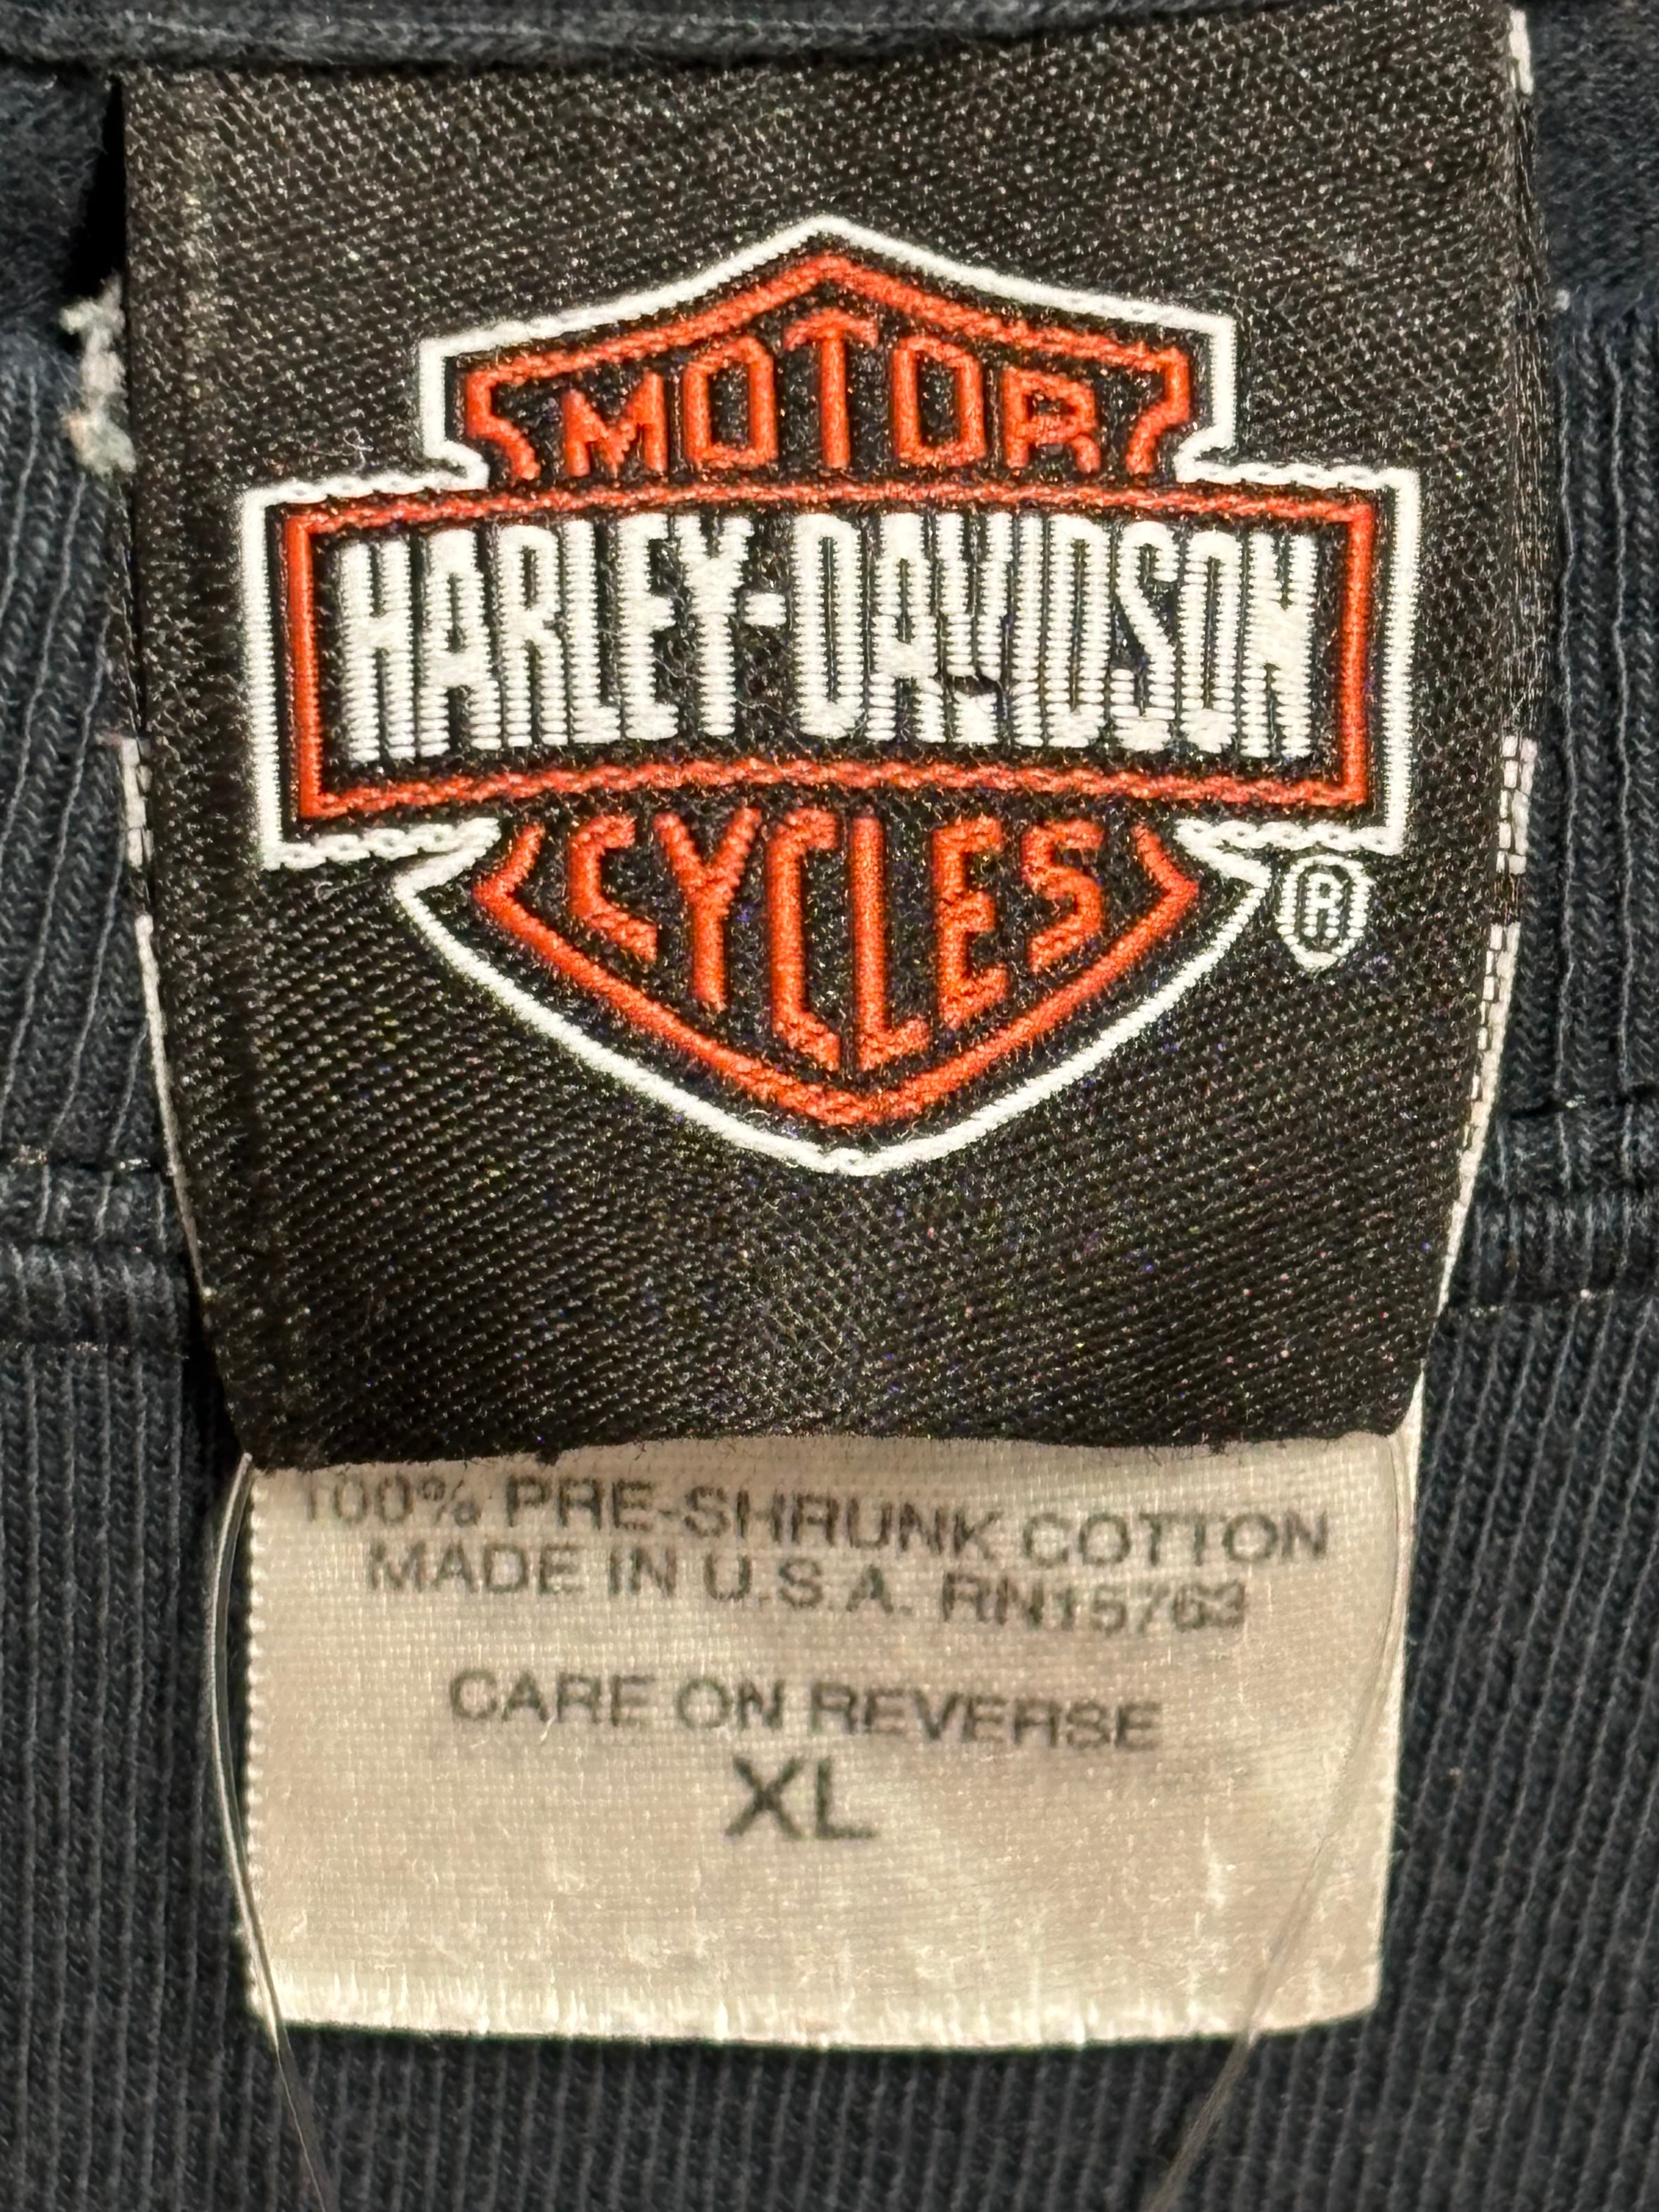 MOTOR
HARLEY-DAVIDSON
CYCLES
®
100% PRE-SHRUNK COTTON
MADE IN U.S.A. RN15763
CARE ON REVERSE
XL